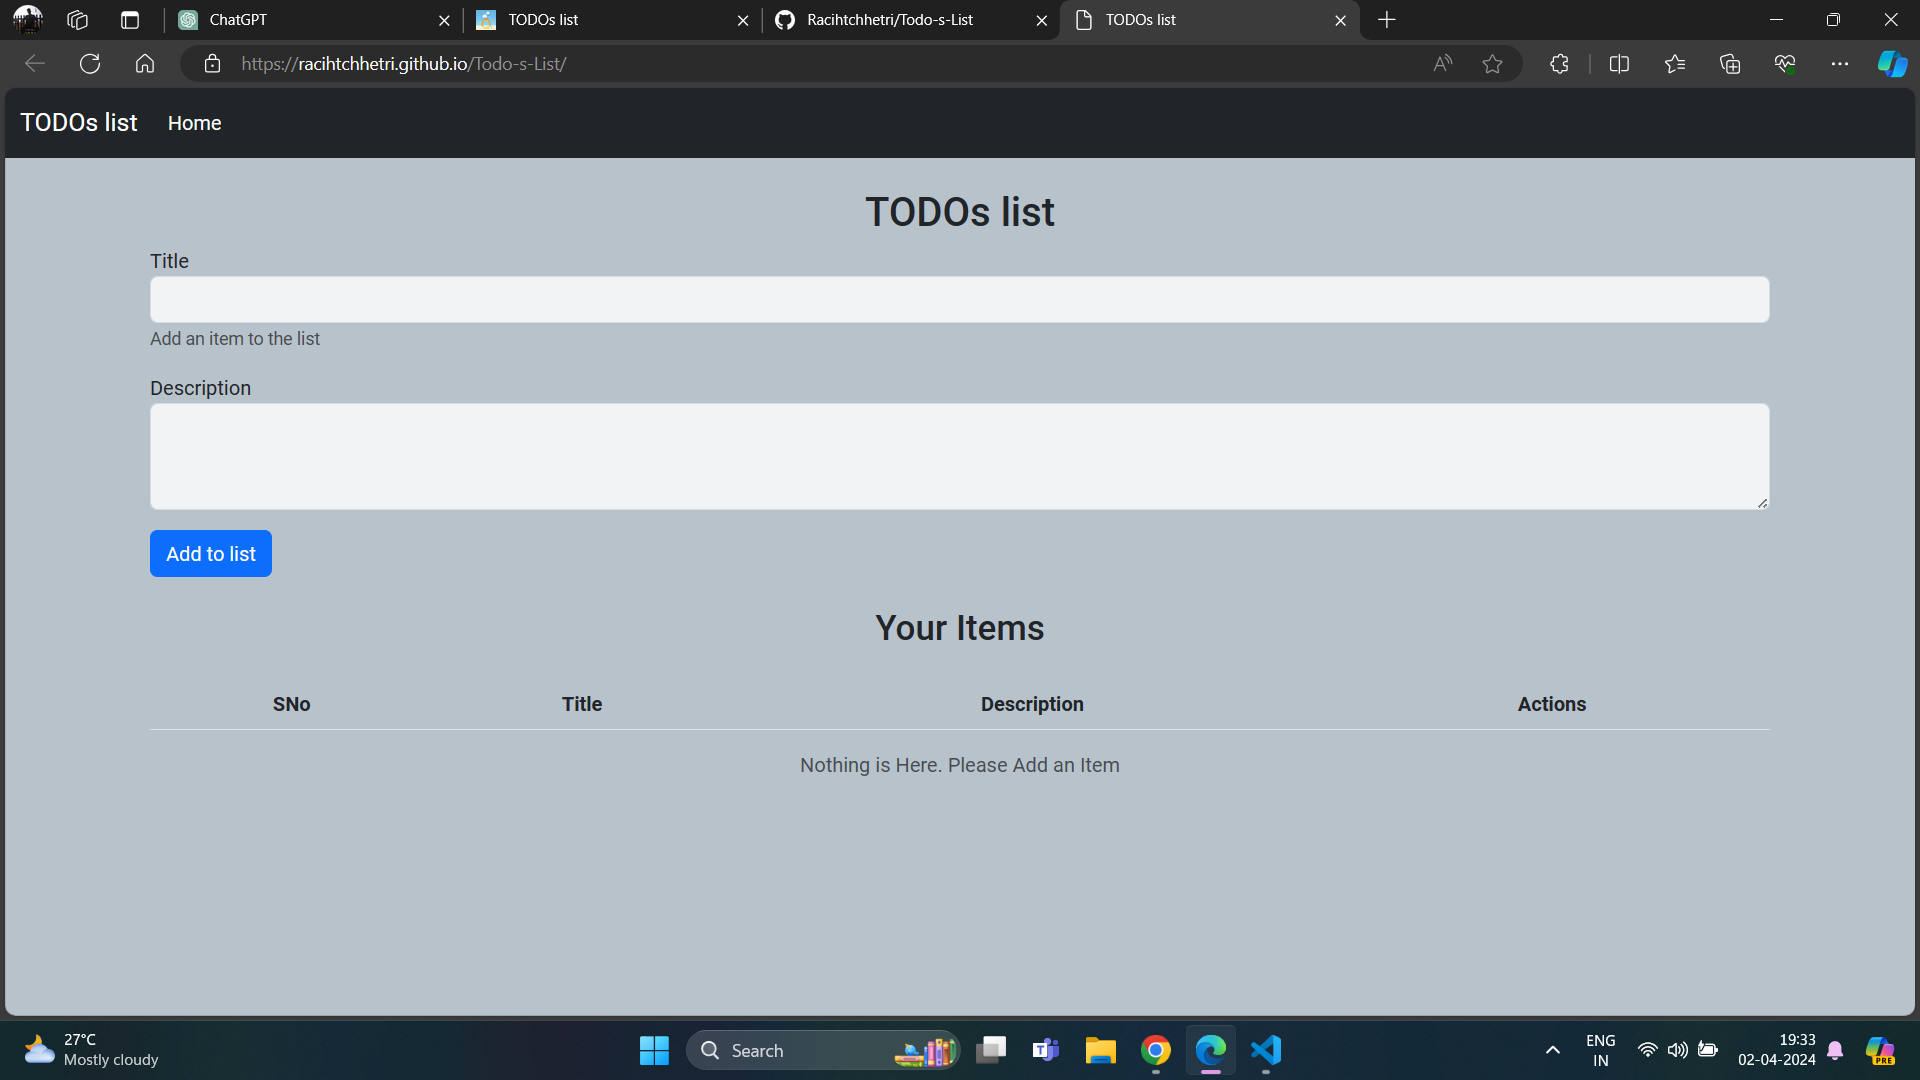 ChatGPT
TODOs list
Racihtchhetri/Todo-s-List
TODOs list
https://racihtchhetri.github.io/Todo-s-List/
TODOs list Home
TODOs list
Title
Add an item to the list
Description
Add to list
Your Items
SNo Title Description Actions
Nothing is Here. Please Add an Item
27°C
Mostly cloudy
Search
ENG
IN
19:33
02-04-2024
PRE